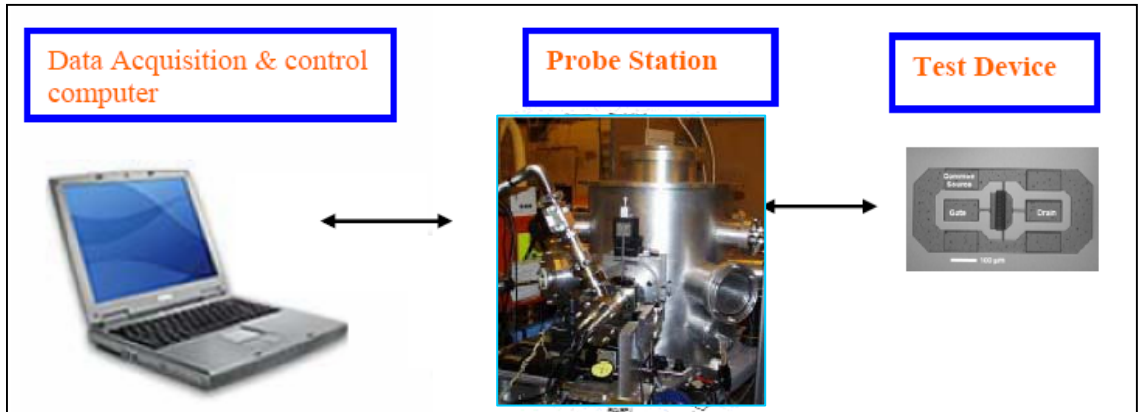 Data Acquisition & control
computer
Probe Station
Test Device
Common
Source
Gate
Drain
100 µm